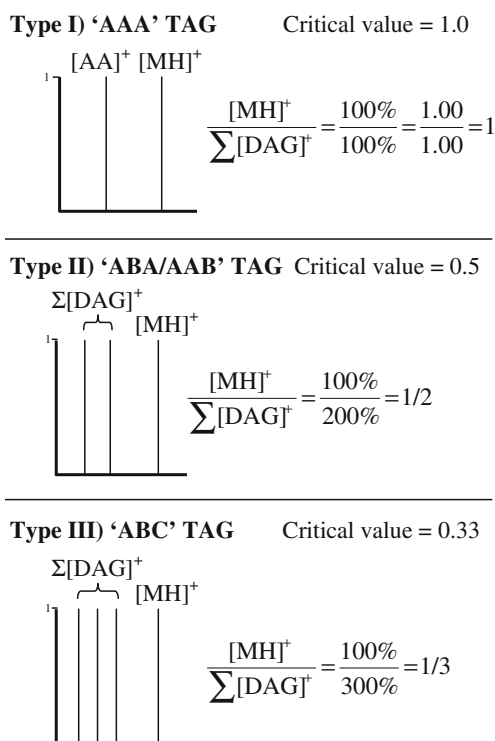 Type I) ‘AAA’ TAG Critical value = 1.0
[AA]⁺ [MH]⁺
1
[MH]⁺ / ∑[DAG]⁺ = 100% / 100% = 1.00 / 1.00 = 1
Type II) ‘ABA/AAB’ TAG Critical value = 0.5
Σ[DAG]⁺
[MH]⁺
1
[MH]⁺ / ∑[DAG]⁺ = 100% / 200% = 1/2
Type III) ‘ABC’ TAG Critical value = 0.33
Σ[DAG]⁺
[MH]⁺
1
[MH]⁺ / ∑[DAG]⁺ = 100% / 300% = 1/3